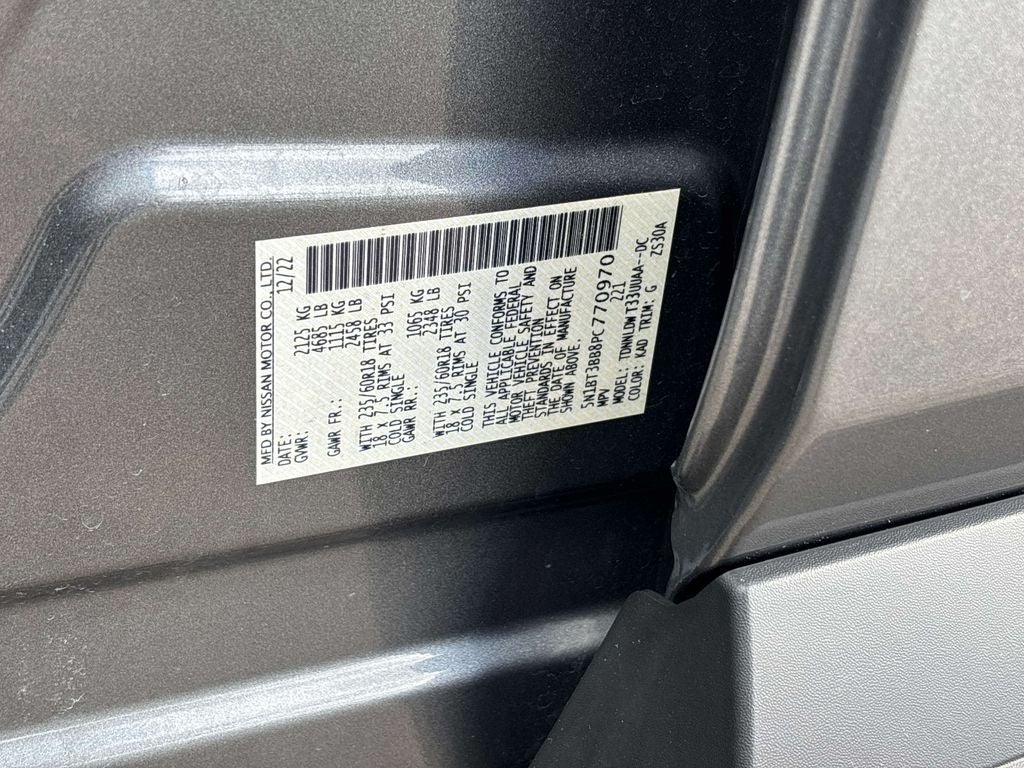 MFD BY NISSAN MOTOR CO., LTD.
DATE: 12/22
GVWR: 2125 KG
4685 LB
GAWR FR.: 1115 KG
2458 LB
WITH 235/60R18 TIRES
18 X 7.5 RIMS AT 33 PSI
COLD SINGLE
GAWR RR.: 1065 KG
2348 LB
WITH 235/60R18 TIRES
18 X 7.5 RIMS AT 30 PSI
COLD SINGLE
THIS VEHICLE CONFORMS TO
ALL APPLICABLE FEDERAL
MOTOR VEHICLE SAFETY AND
THEFT PREVENTION
STANDARDS IN EFFECT ON
THE DATE OF MANUFACTURE
SHOWN ABOVE.
5N1BT3BB8PC770970
MPV 221
MODEL: TDWNLDWT33UUAA--DC
COLOR: KAD TRIM: G ZS30A